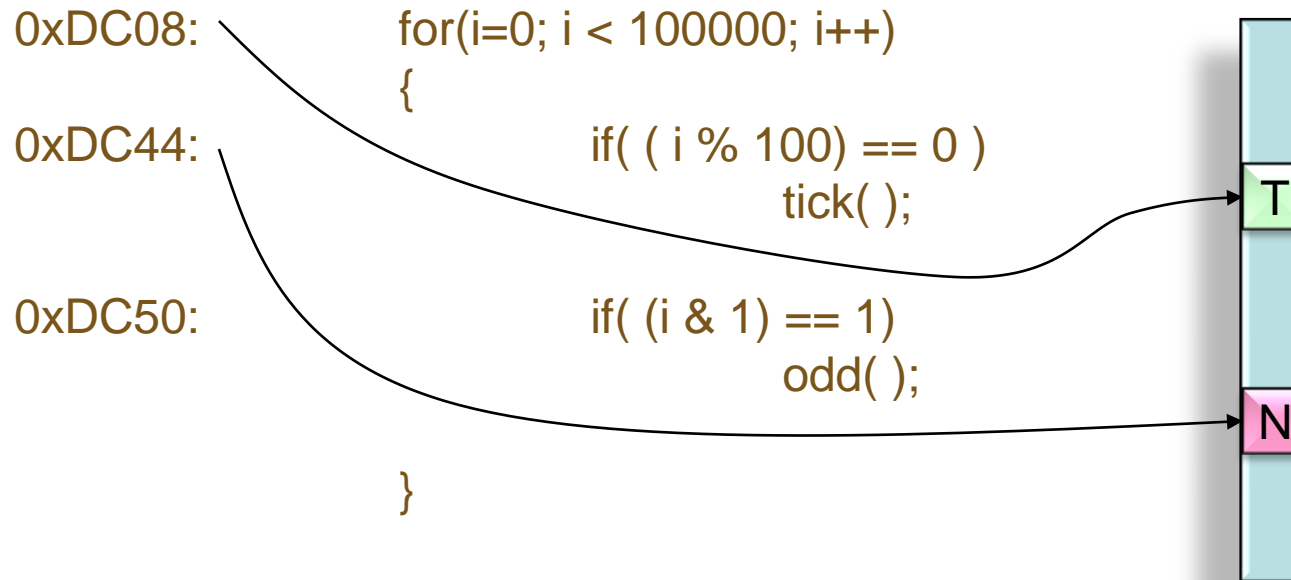 0xDC08: for(i=0; i < 100000; i++)
{
0xDC44: if( ( i % 100) == 0 )
tick( );
T
0xDC50: if( (i & 1) == 1)
odd( );
N
}